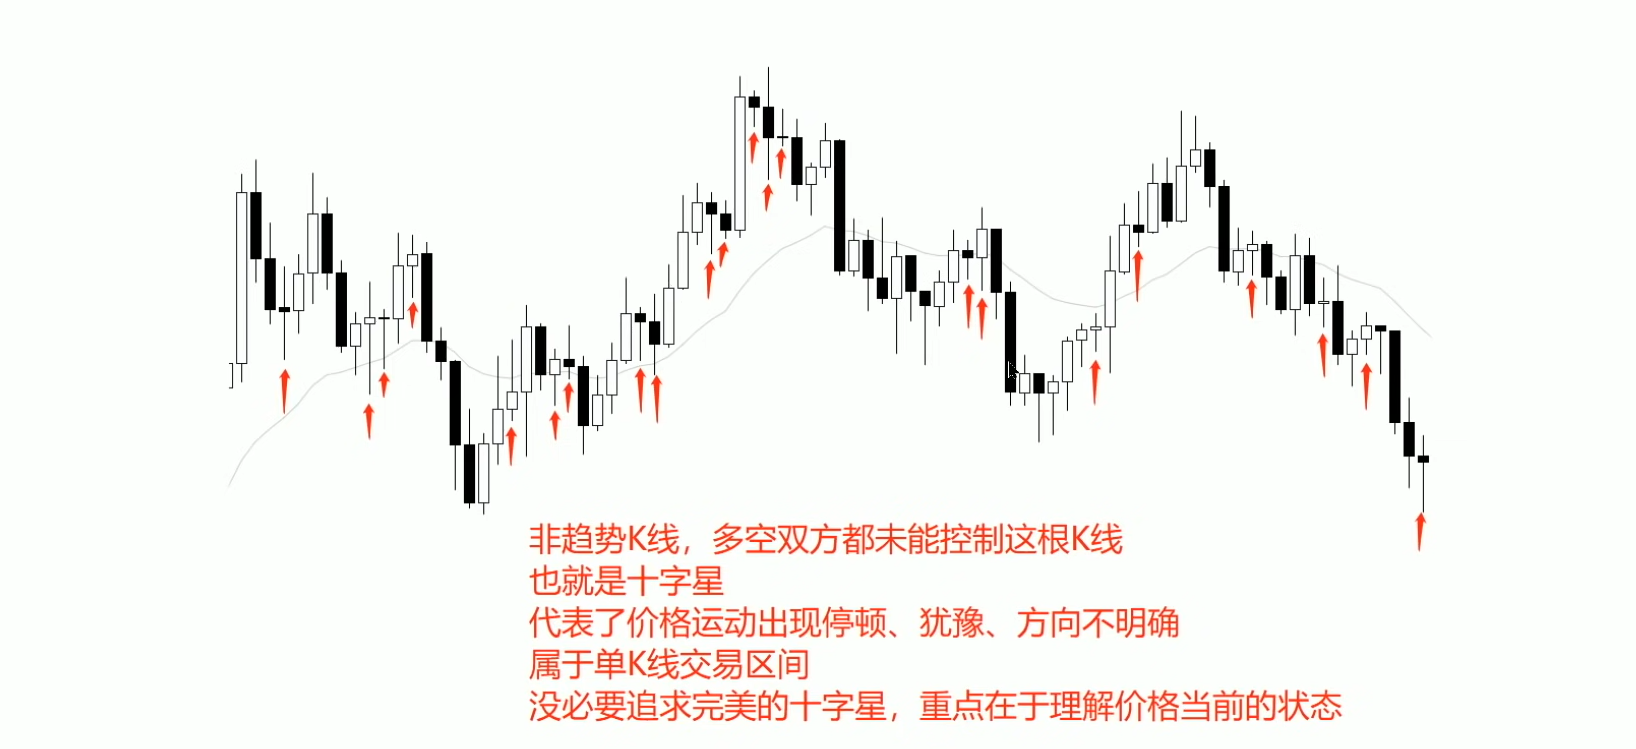 非趋势K线，多空双方都未能控制这根K线
也就是十字星
代表了价格运动出现停顿、犹豫、方向不明确
属于单K线交易区间
没必要追求完美的十字星，重点在于理解价格当前的状态